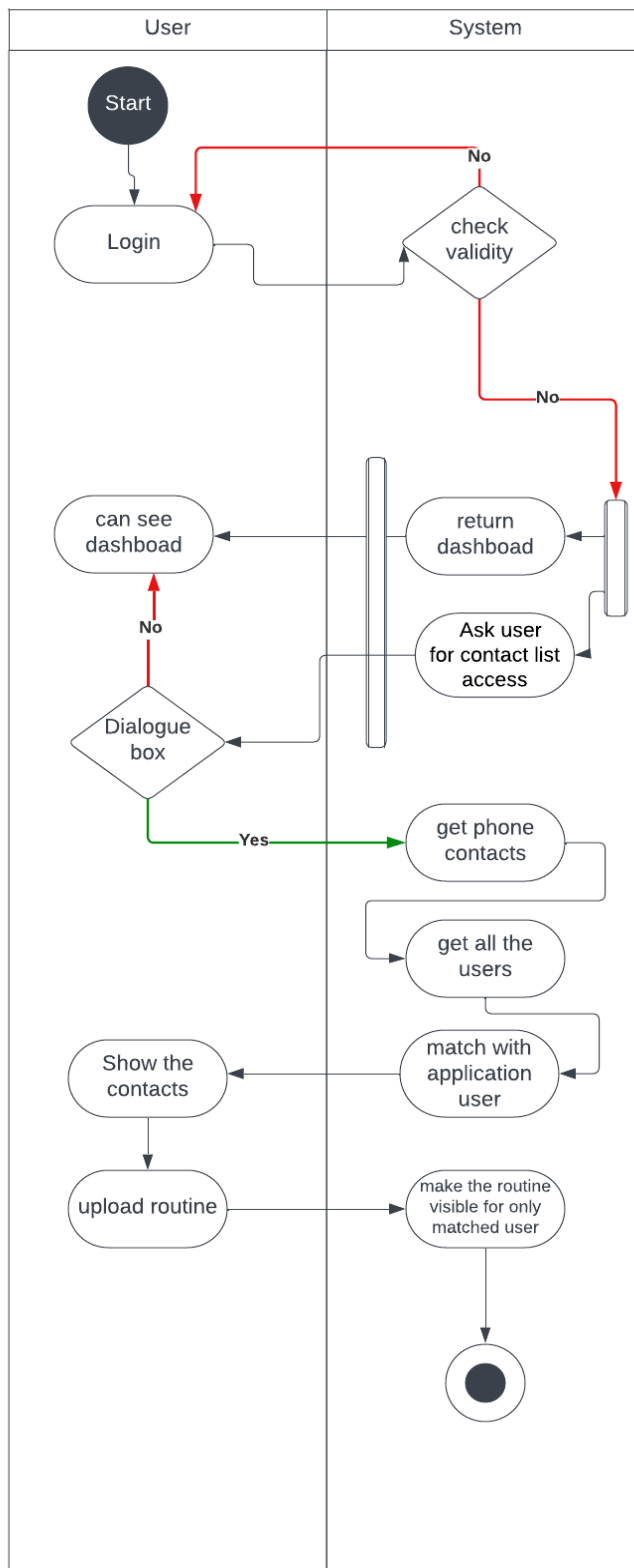 User
System
Start
No
Login
check
validity
No
can see
dashboad
return
dashboad
No
Ask user
for contact list
access
Dialogue
box
Yes
get phone
contacts
get all the
users
Show the
contacts
match with
application
user
upload routine
make the routine
visible for only
matched user